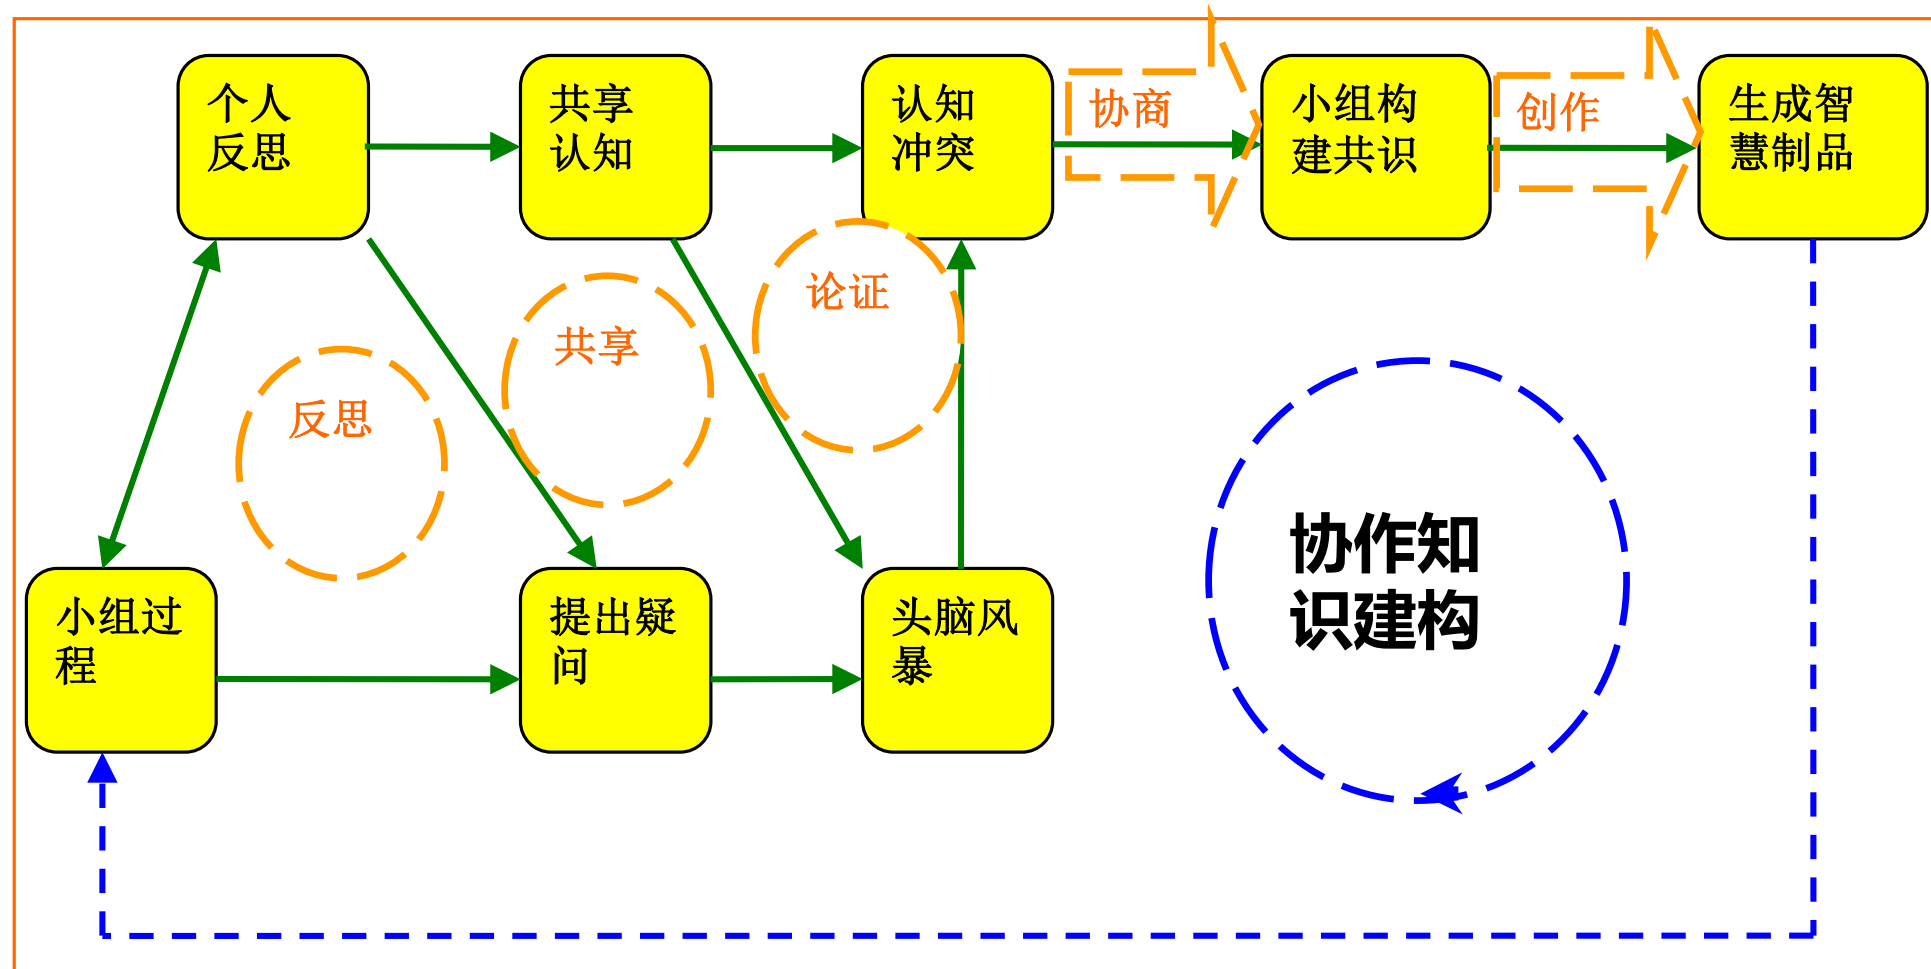 个人
反思
共享
认知
认知
冲突
协商
小组构
建共识
创作
生成智
慧制品
论证
共享
反思
协作知
识建构
小组过
程
提出疑
问
头脑风
暴